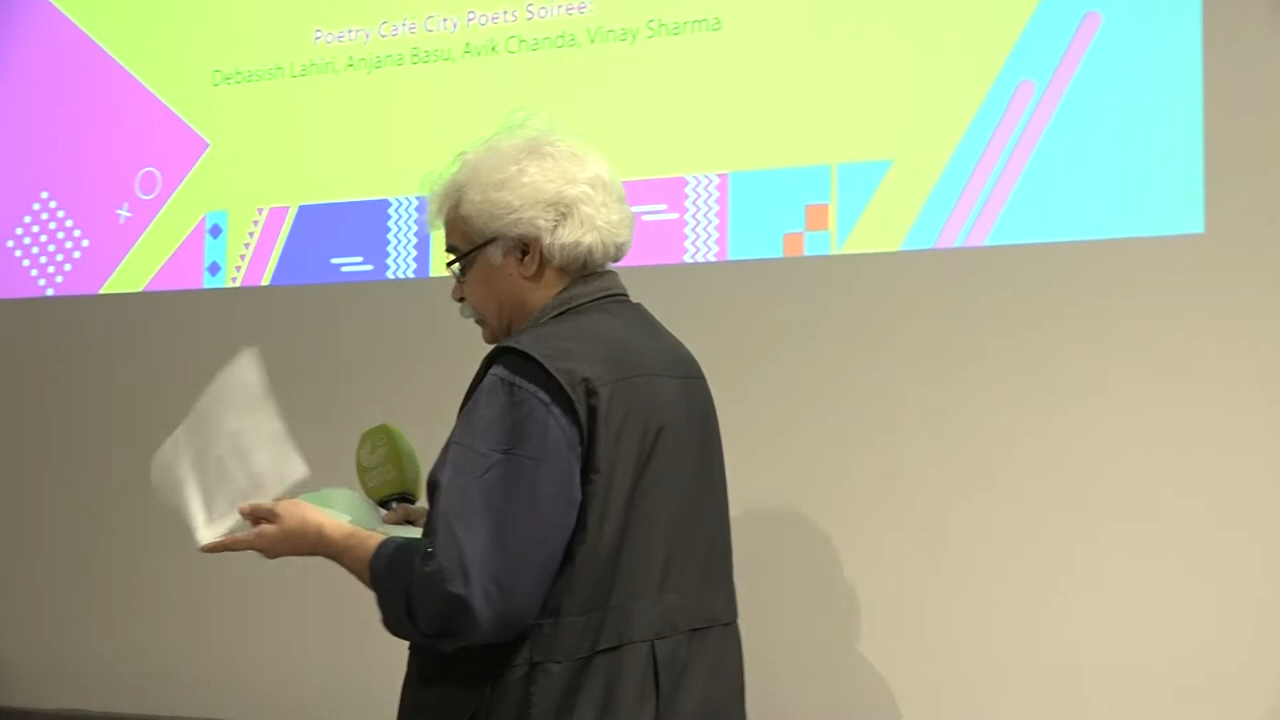 Poetry Café City Poets Soiree:
Debasish Lahiri, Anjana Basu, Avik Chanda, Vinay Sharma